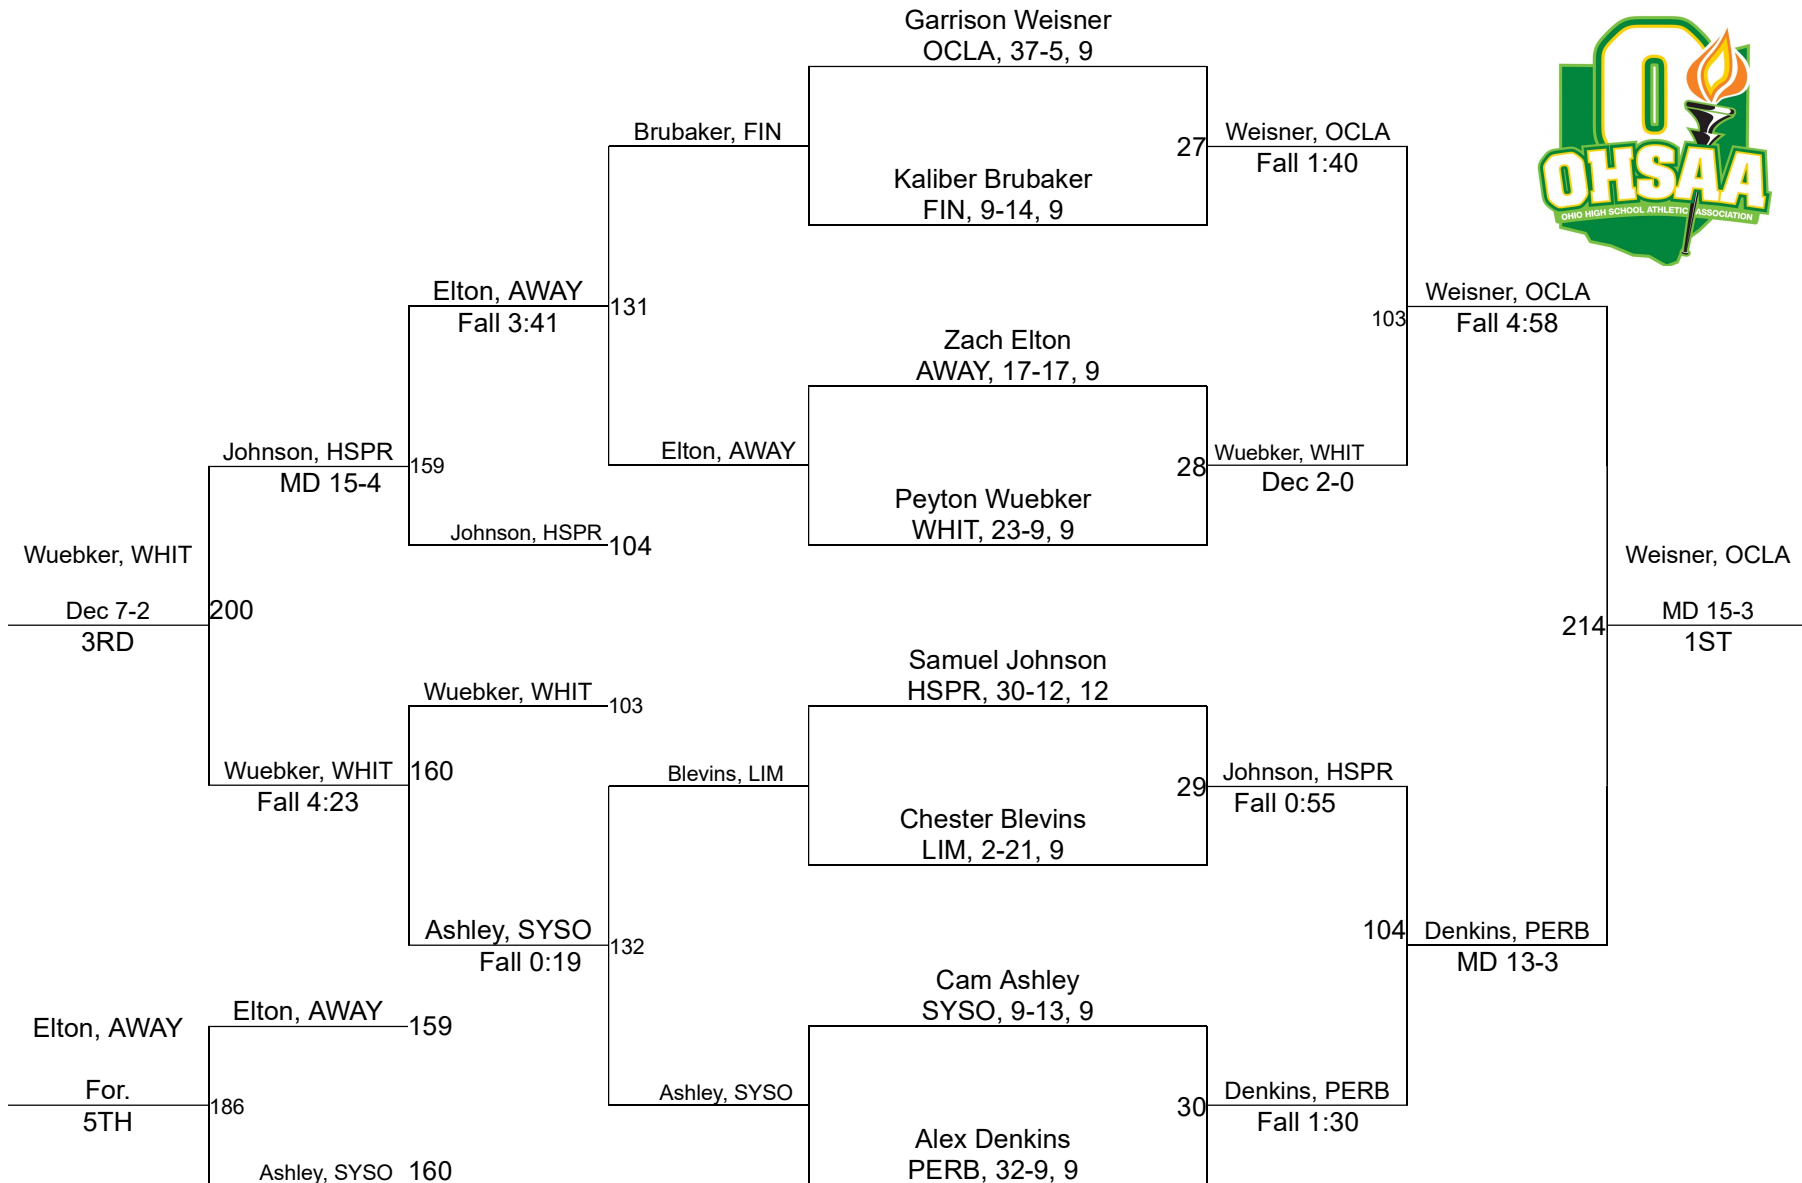 Garrison Weisner
OCLA, 37-5, 9
Brubaker, FIN
27
Weisner, OCLA
Fall 1:40
Kaliber Brubaker
FIN, 9-14, 9
OHSAA
OHIO HIGH SCHOOL ATHLETIC ASSOCIATION
Elton, AWAY
Fall 3:41
131
Weisner, OCLA
Fall 4:58
103
Zach Elton
AWAY, 17-17, 9
Johnson, HSPR
MD 15-4
159
Elton, AWAY
28
Wuebker, WHIT
Dec 2-0
Peyton Wuebker
WHIT, 23-9, 9
Johnson, HSPR
104
Wuebker, WHIT
Dec 7-2
3RD
200
Weisner, OCLA
MD 15-3
1ST
214
Samuel Johnson
HSPR, 30-12, 12
Wuebker, WHIT
103
Wuebker, WHIT
Fall 4:23
160
Blevins, LIM
29
Johnson, HSPR
Fall 0:55
Chester Blevins
LIM, 2-21, 9
Ashley, SYSO
Fall 0:19
132
104
Denkins, PERB
MD 13-3
Cam Ashley
SYSO, 9-13, 9
Elton, AWAY
159
Elton, AWAY
For.
5TH
186
Ashley, SYSO
30
Denkins, PERB
Fall 1:30
Alex Denkins
PERB, 32-9, 9
Ashley, SYSO
160